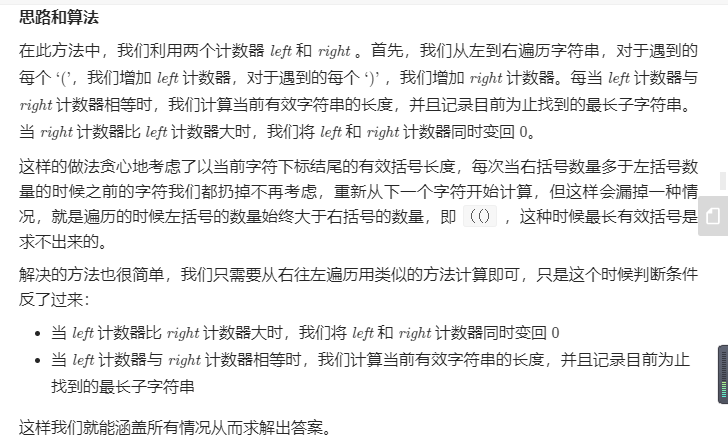 思路和算法
在此方法中，我们利用两个计数器 left 和 right 。首先，我们从左到右遍历字符串，对于遇到的
每个 ‘(’，我们增加 left 计数器，对于遇到的每个 ‘)’ ，我们增加 right 计数器。每当 left 计数器与
right 计数器相等时，我们计算当前有效字符串的长度，并且记录目前为止找到的最长子字符串。
当 right 计数器比 left 计数器大时，我们将 left 和 right 计数器同时变回 0。
这样的做法贪心地考虑了以当前字符下标结尾的有效括号长度，每次当右括号数量多于左括号数
量的时候之前的字符我们都扔掉不再考虑，重新从下一个字符开始计算，但这样会漏掉一种情
况，就是遍历的时候左括号的数量始终大于右括号的数量，即 (() ，这种时候最长有效括号是
求不出来的。
解决的方法也很简单，我们只需要从右往左遍历用类似的方法计算即可，只是这个时候判断条件
反了过来：
• 当 left 计数器比 right 计数器大时，我们将 left 和 right 计数器同时变回 0
• 当 left 计数器与 right 计数器相等时，我们计算当前有效字符串的长度，并且记录目前为止
找到的最长子字符串
这样我们就能涵盖所有情况从而求解出答案。